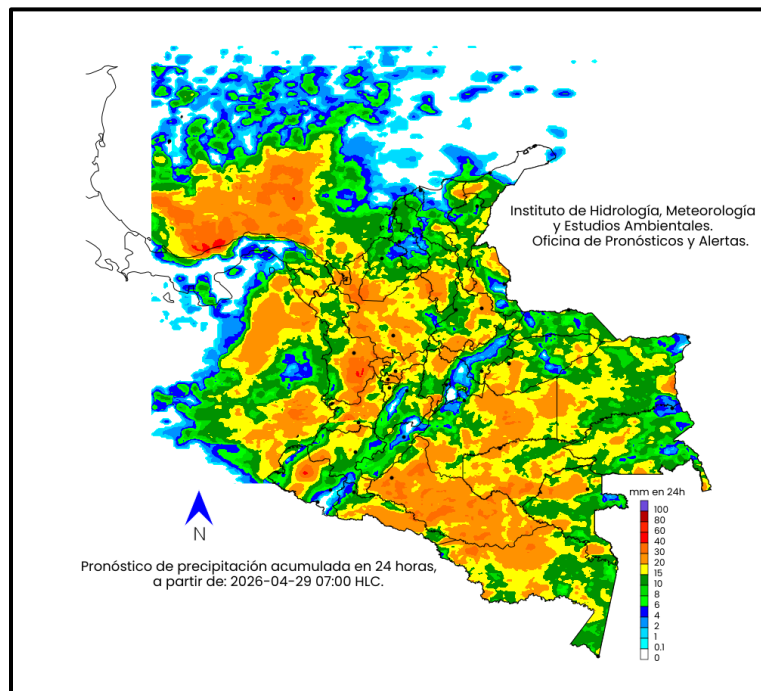 Instituto de Hidrología, Meteorología
y Estudios Ambientales.
Oficina de Pronósticos y Alertas.
mm en 24h
100
80
60
40
30
20
15
10
8
6
4
2
1
0.1
0
N
Pronóstico de precipitación acumulada en 24 horas,
a partir de: 2026-04-29 07:00 HLC.